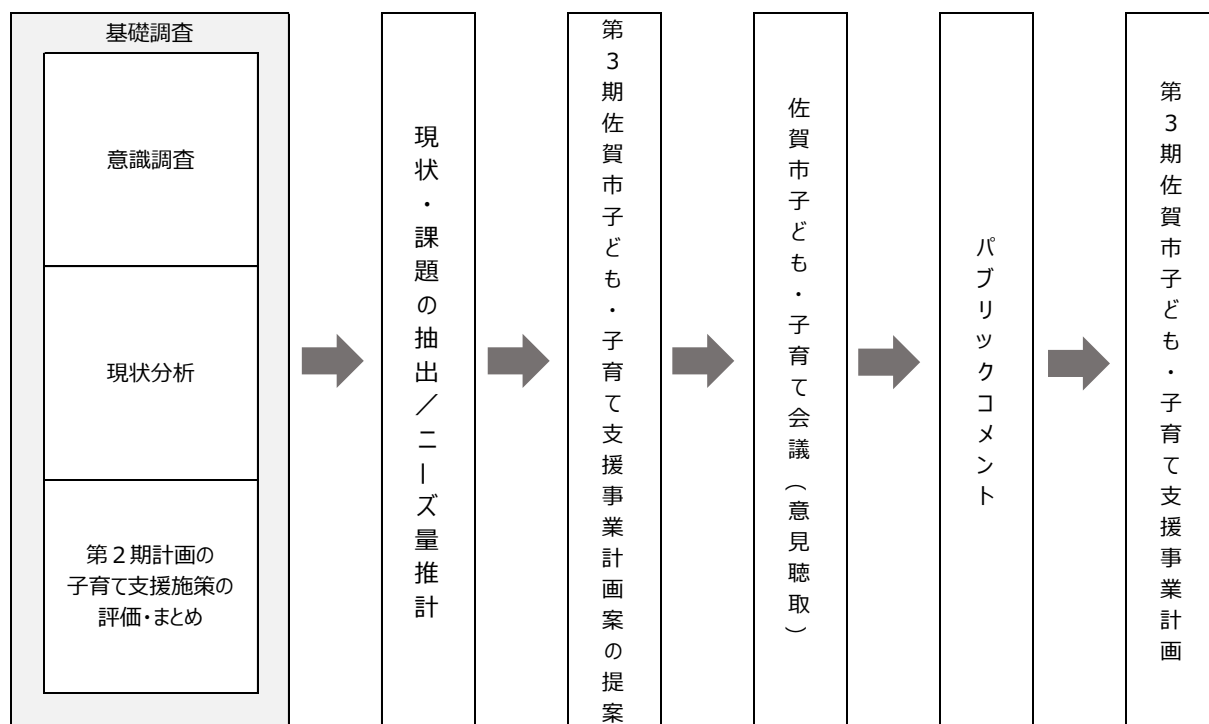 基礎調査
意識調査
現状分析
第２期計画の
子育て支援施策の
評価・まとめ
現状・課題の抽出／ニーズ量推計
第３期佐賀市子ども・子育て支援事業計画案の提案
佐賀市子ども・子育て会議（意見聴取）
パブリックコメント
第３期佐賀市子ども・子育て支援事業計画